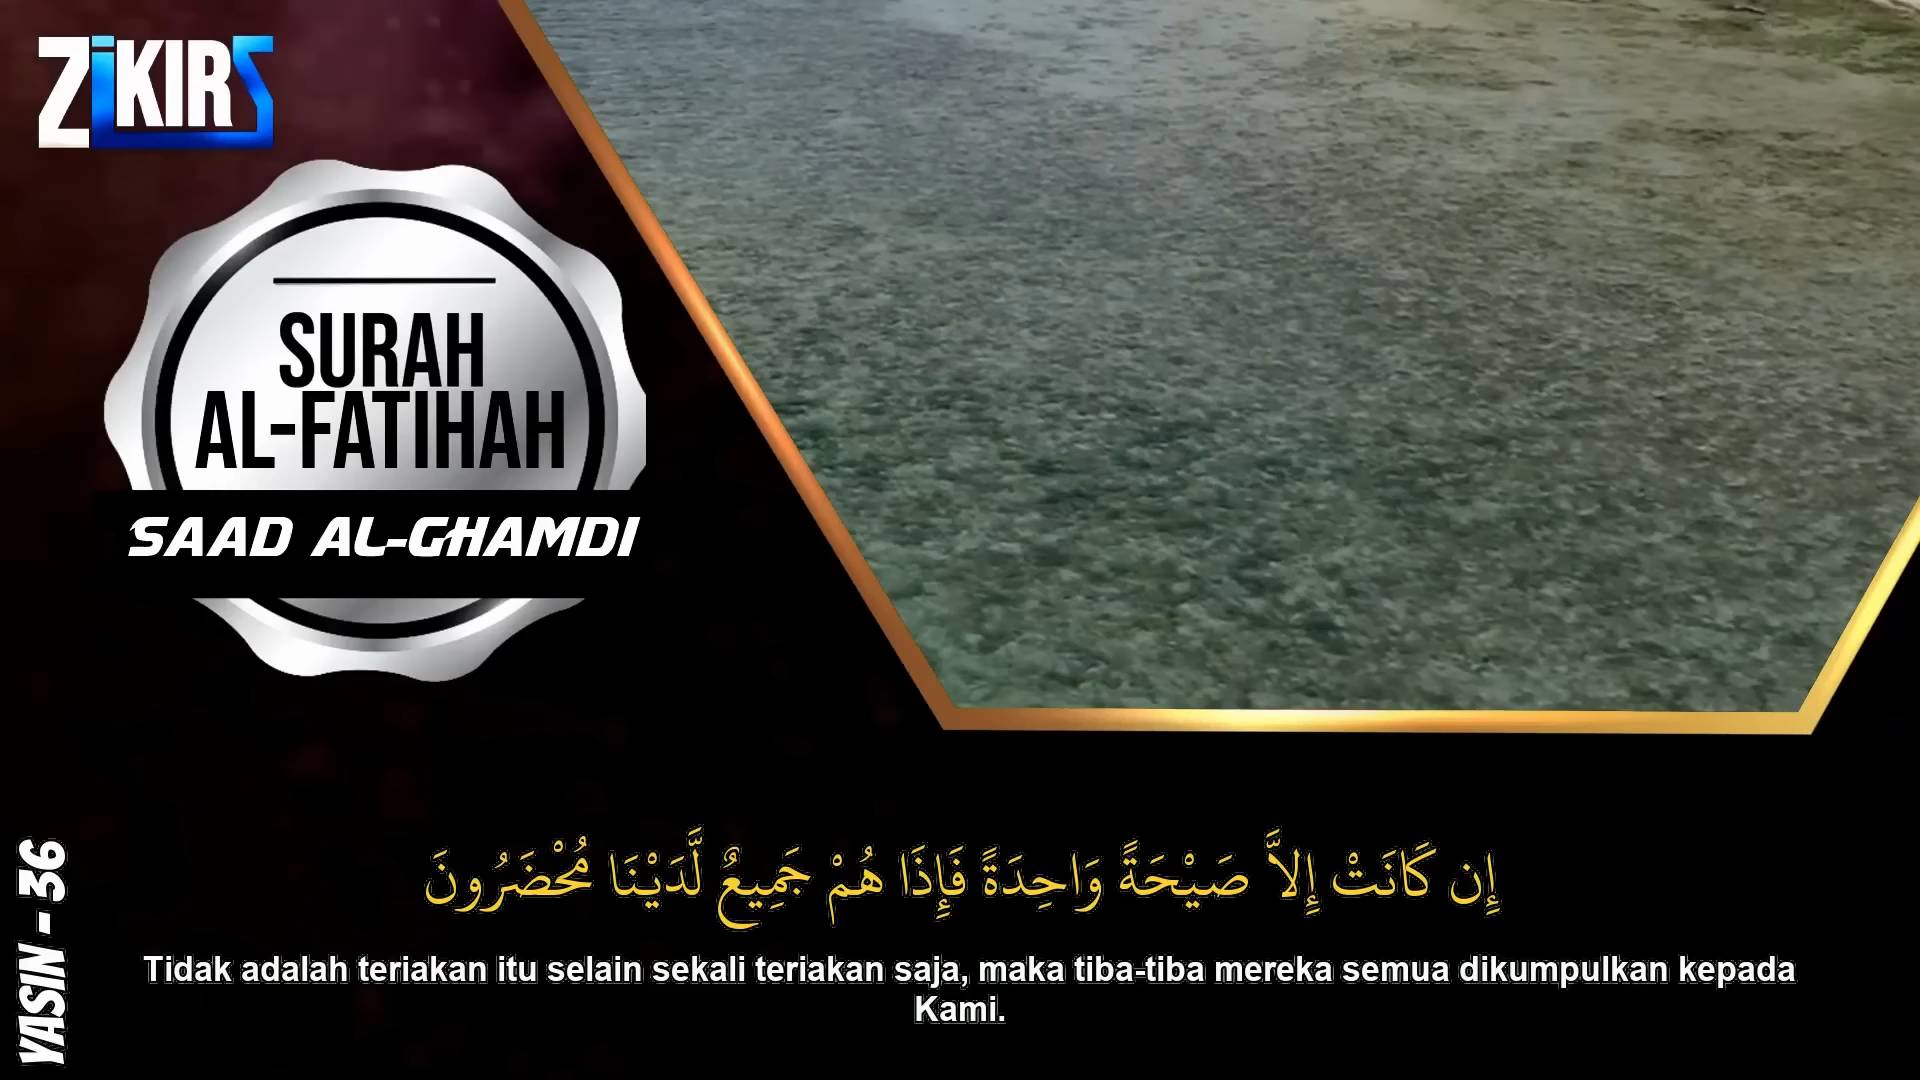 ZiKIRS
SURAH
AL-FATIHAH
SAAD AL-GHAMDI
إِن كَانَتْ إِلاَّ صَيْحَةً وَاحِدَةً فَإِذَا هُمْ جَمِيعٌ لَّدَيْنَا مُحْضَرُونَ
Tidak adalah teriakan itu selain sekali teriakan saja, maka tiba-tiba mereka semua dikumpulkan kepada
Kami.
YASIN - 36